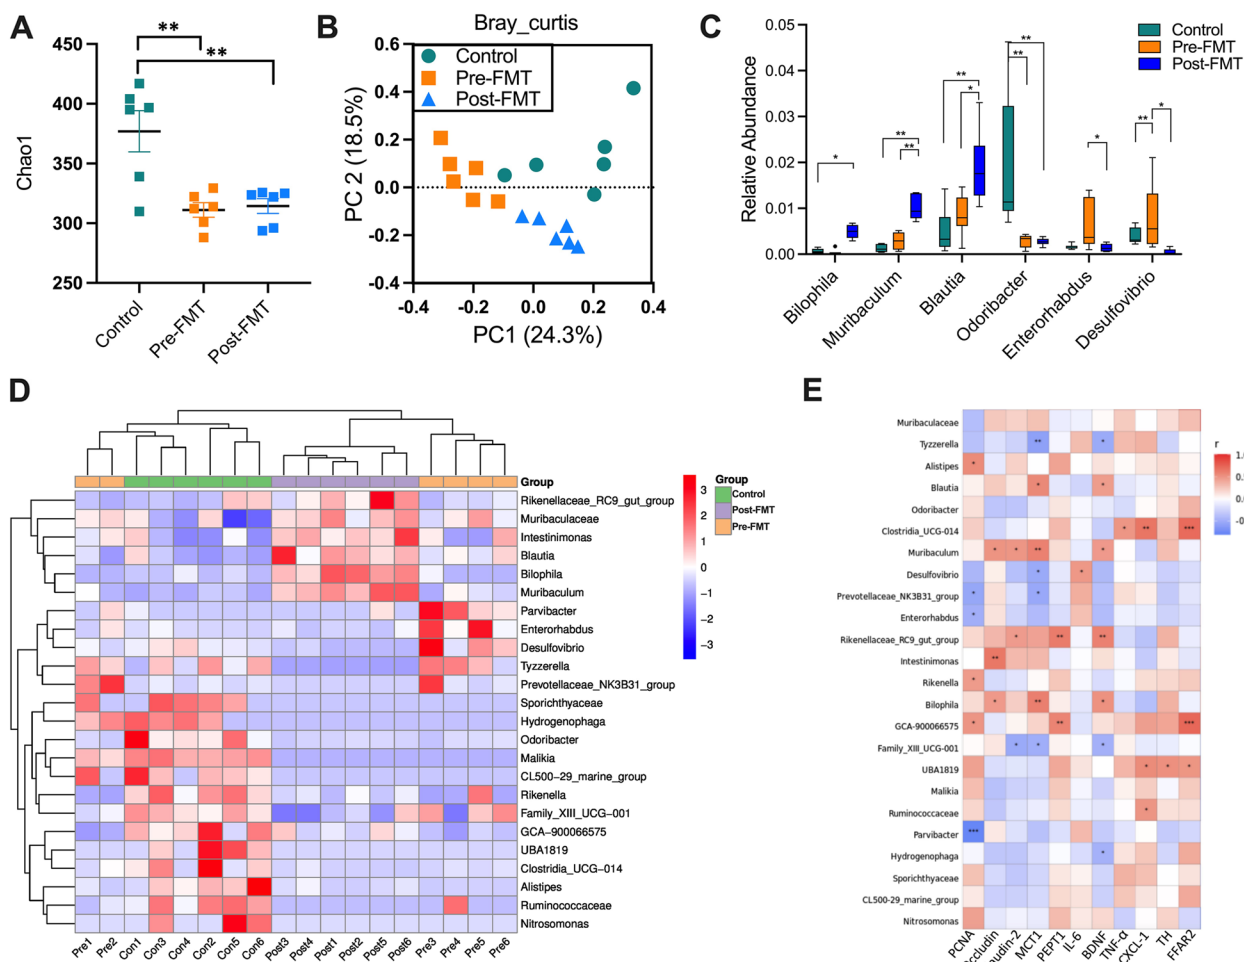 A
**
**
450
400
350
300
250
Chao1
Control
Pre-FMT
Post-FMT
B
Bray_curtis
Control
Pre-FMT
Post-FMT
0.6
0.4
0.2
0.0
-0.2
-0.4
PC 2 (18.5%)
-0.4
-0.2
0.0
0.2
0.4
PC1 (24.3%)
C
0.05
0.04
0.03
0.02
0.01
0.00
Relative Abundance
Control
Pre-FMT
Post-FMT
*
**
**
**
*
**
**
*
**
*
Bilophila
Muribaculum
Blautia
Odoribacter
Enterorhabdus
Desulfovibrio
D
Group
Rikenellaceae_RC9_gut_group
Muribaculaceae
Intestinimonas
Blautia
Bilophila
Muribaculum
Parvibacter
Enterorhabdus
Desulfovibrio
Tyzzerella
Prevotellaceae_NK3B31_group
Sporichthyaceae
Hydrogenophaga
Odoribacter
Malikia
CL500-29_marine_group
Rikenella
Family_XIII_UCG-001
GCA-900066575
UBA1819
Clostridia_UCG-014
Alistipes
Ruminococcaceae
Nitrosomonas
Pre1
Pre2
Con1
Con3
Con4
Con2
Con5
Con6
Post3
Post4
Post1
Post2
Post5
Post6
Pre3
Pre4
Pre5
Pre6
3
2
1
0
-1
-2
-3
Group
Control
Post-FMT
Pre-FMT
E
Muribaculaceae
Tyzzerella ** *
Alistipes *
Blautia * *
Odoribacter
Clostridia_UCG-014 * ** ***
Muribaculum * * ** *
Desulfovibrio * *
Prevotellaceae_NK3B31_group * *
Enterorhabdus *
Rikenellaceae_RC9_gut_group * ** **
Intestinimonas **
Rikenella *
Bilophila * ** *
GCA-900066575 * ** ***
Family_XIII_UCG-001 * * *
UBA1819 * * *
Malikia
Ruminococcaceae *
Parvibacter ***
Hydrogenophaga *
Sporichthyaceae
CL500-29_marine_group
Nitrosomonas
PCNA
ccludin
audin-2
MCT1
PEPT1
IL-6
BDNF
TNF-α
CXCL-1
TH
FFAR2
r
1.
0.
0.
-0.